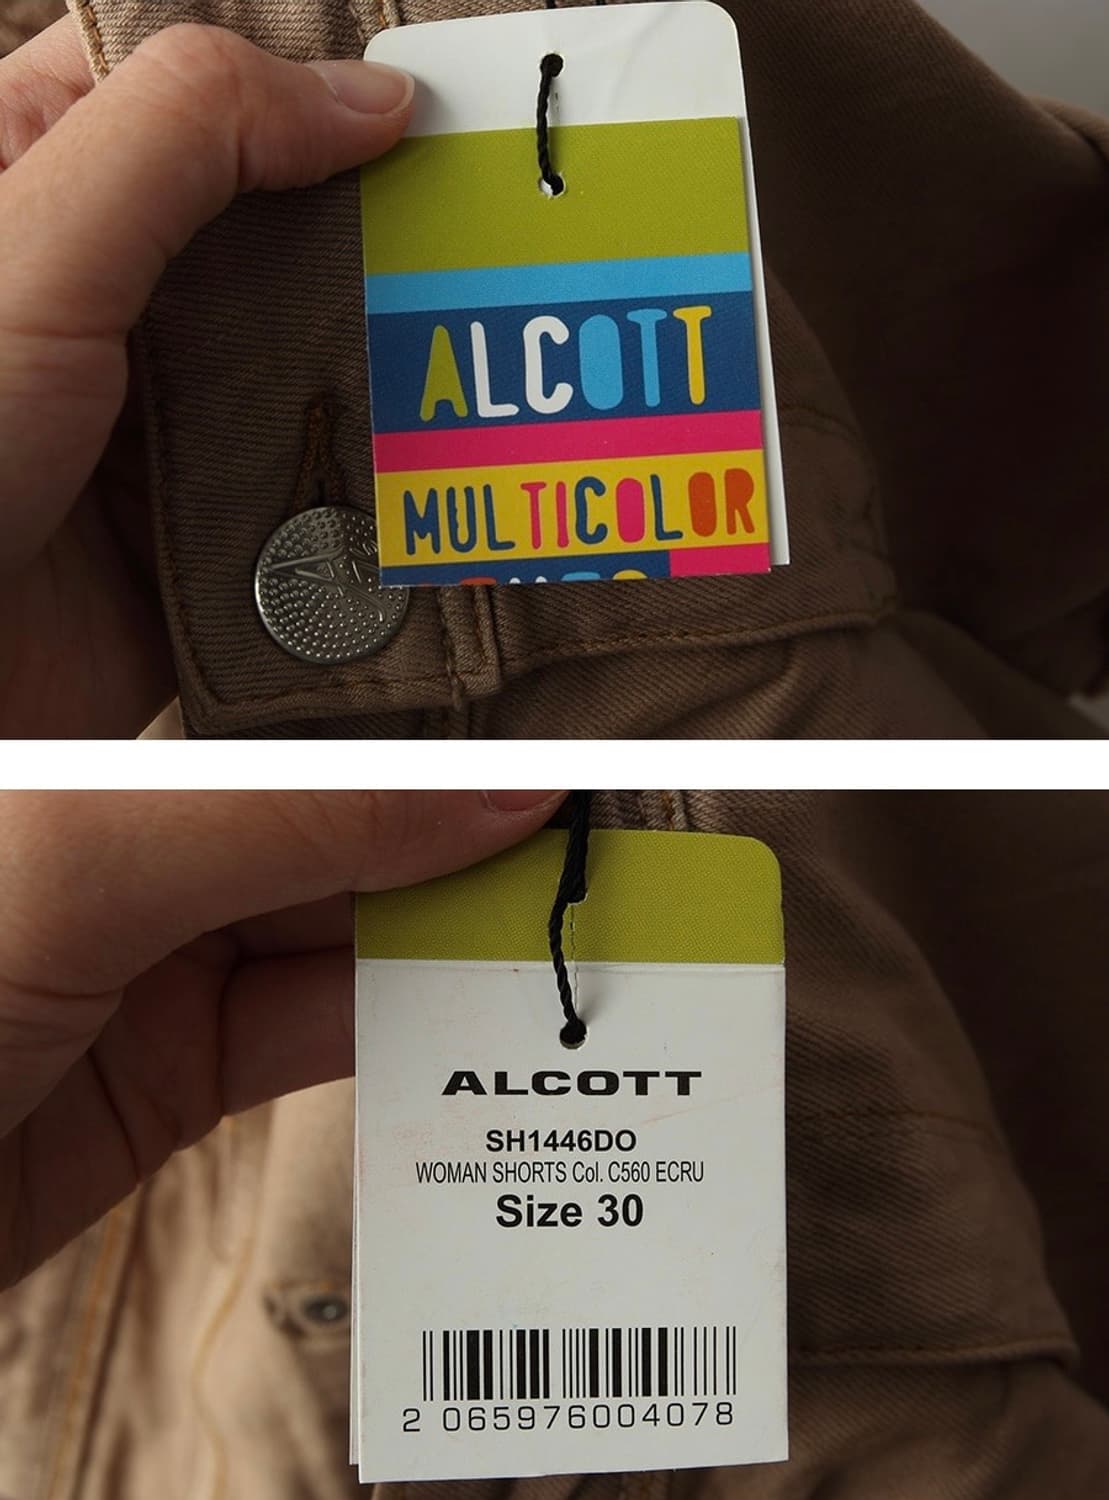 ALCOTT
MULTICOLOR
ALCOTT
SH1446DO
WOMAN SHORTS Col. C560 ECRU
Size 30
2 065976004078